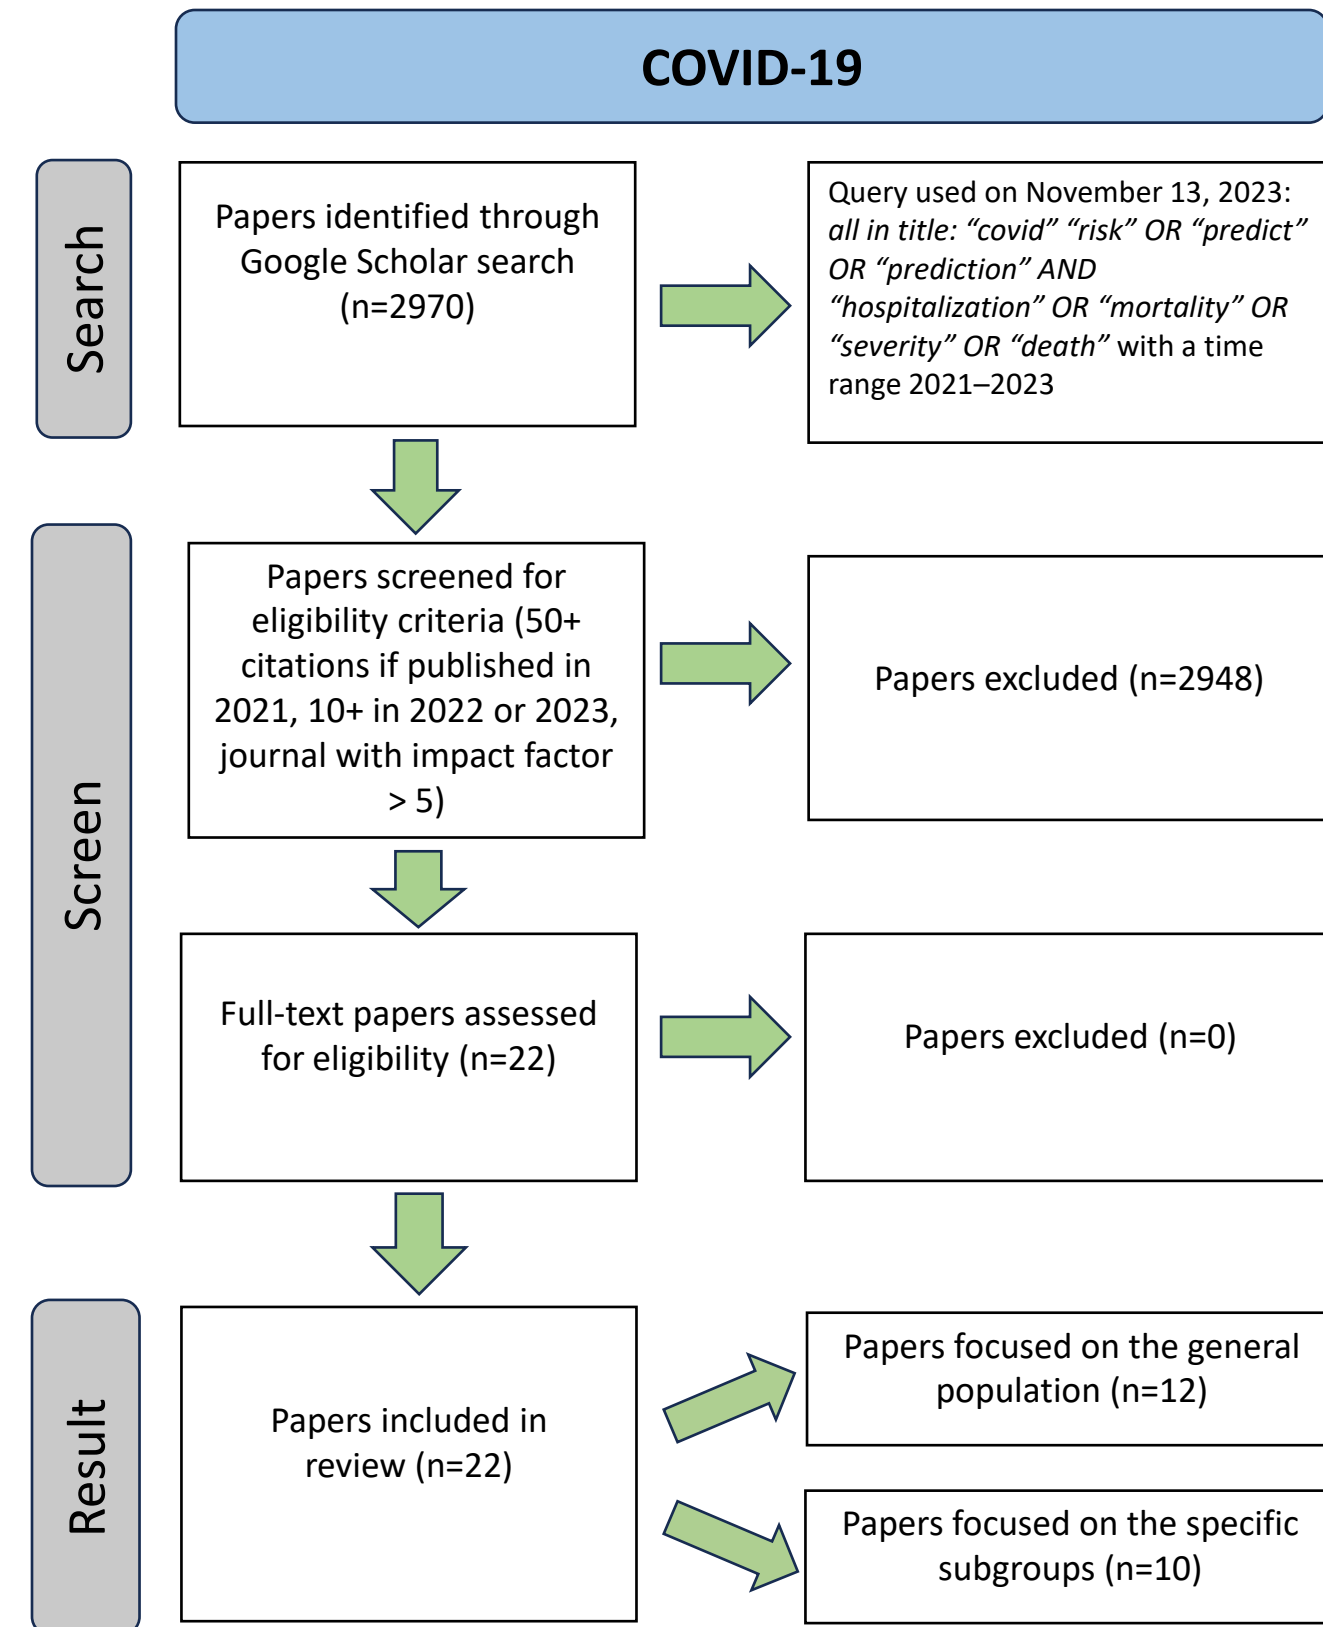 COVID-19
Search
Papers identified through
Google Scholar search
(n=2970)
Query used on November 13, 2023:
all in title: “covid” “risk” OR “predict”
OR “prediction” AND
“hospitalization” OR “mortality” OR
“severity” OR “death” with a time
range 2021–2023
Screen
Papers screened for
eligibility criteria (50+
citations if published in
2021, 10+ in 2022 or 2023,
journal with impact factor
> 5)
Papers excluded (n=2948)
Full-text papers assessed
for eligibility (n=22)
Papers excluded (n=0)
Result
Papers included in
review (n=22)
Papers focused on the general
population (n=12)
Papers focused on the specific
subgroups (n=10)